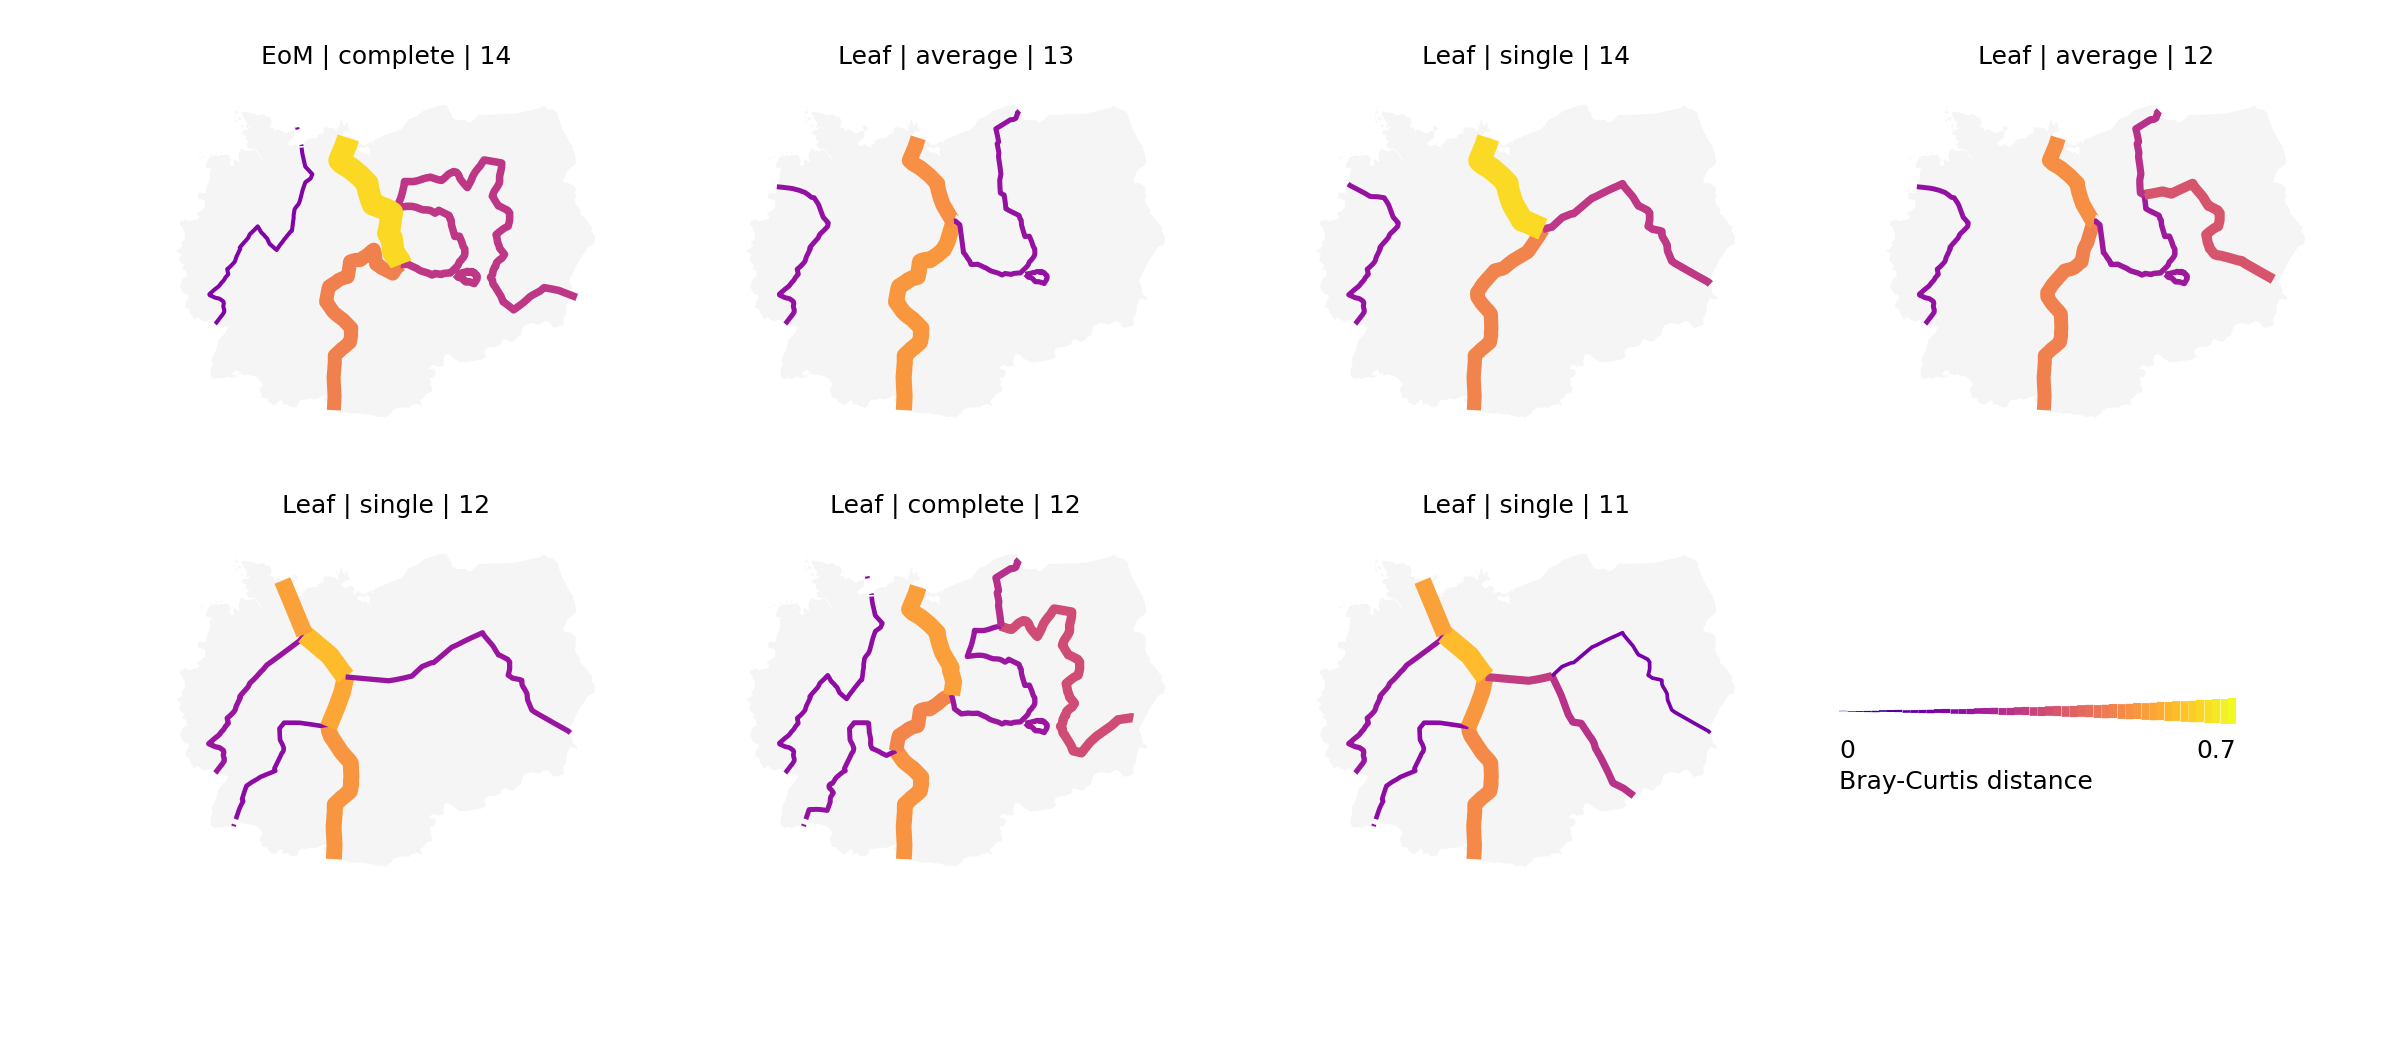 EoM | complete | 14
Leaf | average | 13
Leaf | single | 14
Leaf | average | 12
Leaf | single | 12
Leaf | complete | 12
Leaf | single | 11
0 0.7
Bray-Curtis distance